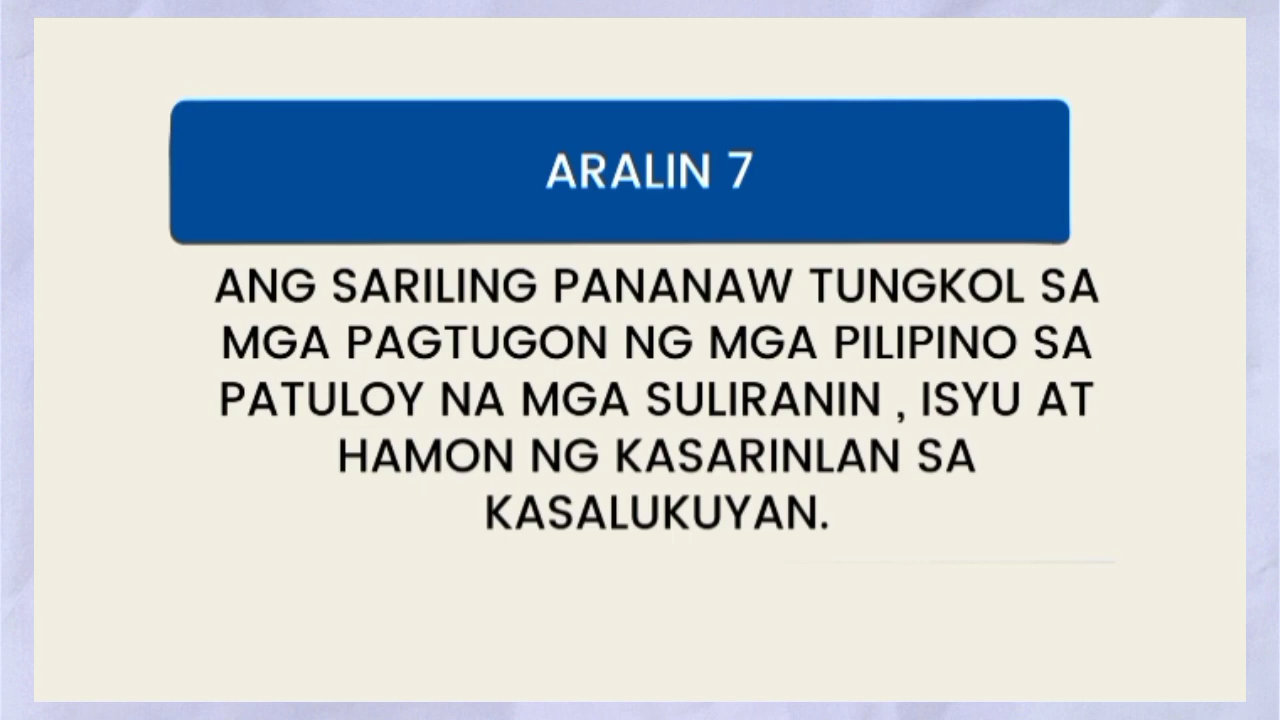 ARALIN 7
ANG SARILING PANANAW TUNGKOL SA
MGA PAGTUGON NG MGA PILIPINO SA
PATULOY NA MGA SULIRANIN , ISYU AT
HAMON NG KASARINLAN SA
KASALUKUYAN.